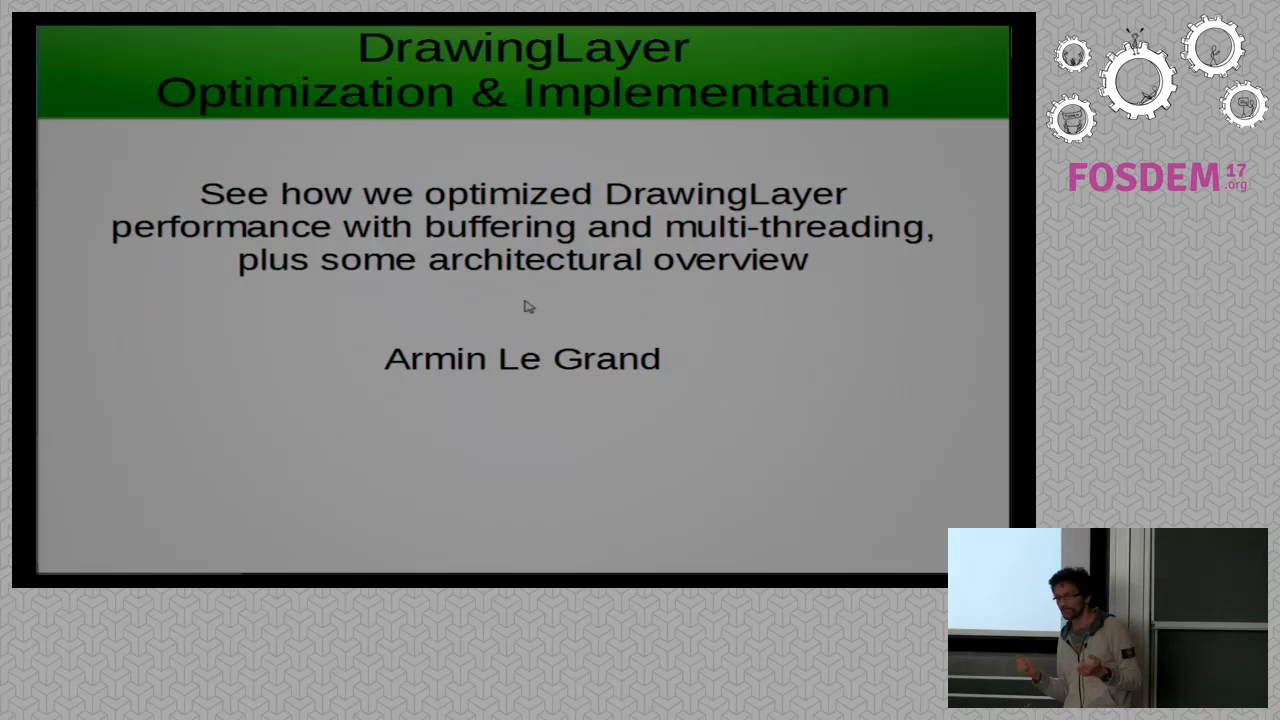 DrawingLayer
Optimization & Implementation
See how we optimized DrawingLayer
performance with buffering and multi-threading,
plus some architectural overview
Armin Le Grand
FOSDEM 17
.org